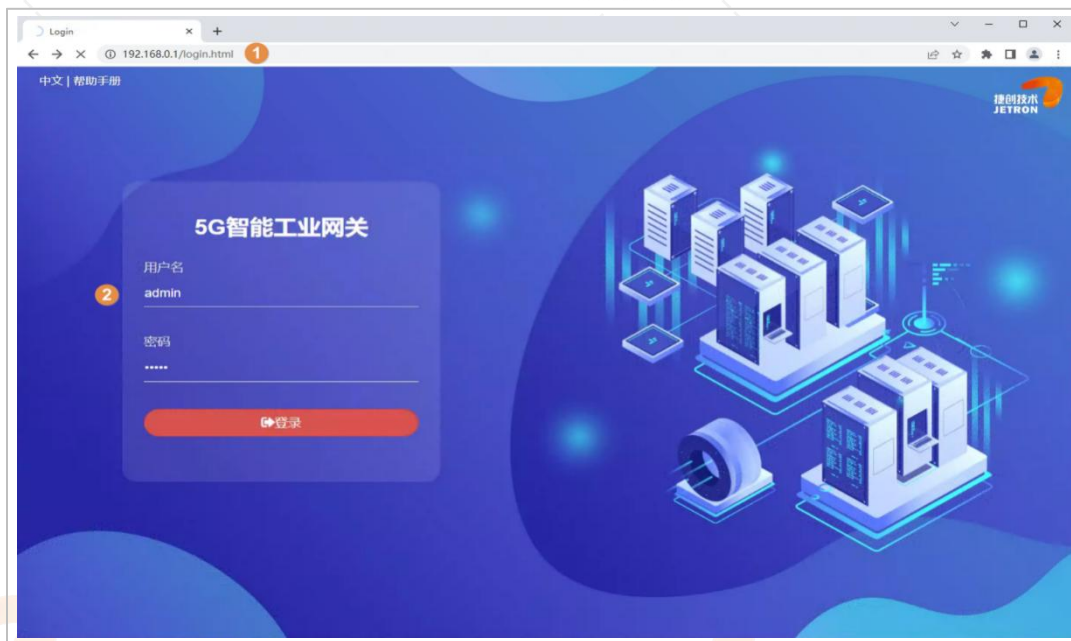 Login
192.168.0.1/login.html 1
中文 | 帮助手册
捷创技术
JETRON
5G智能工业网关
用户名
2 admin
密码
•••••
登录